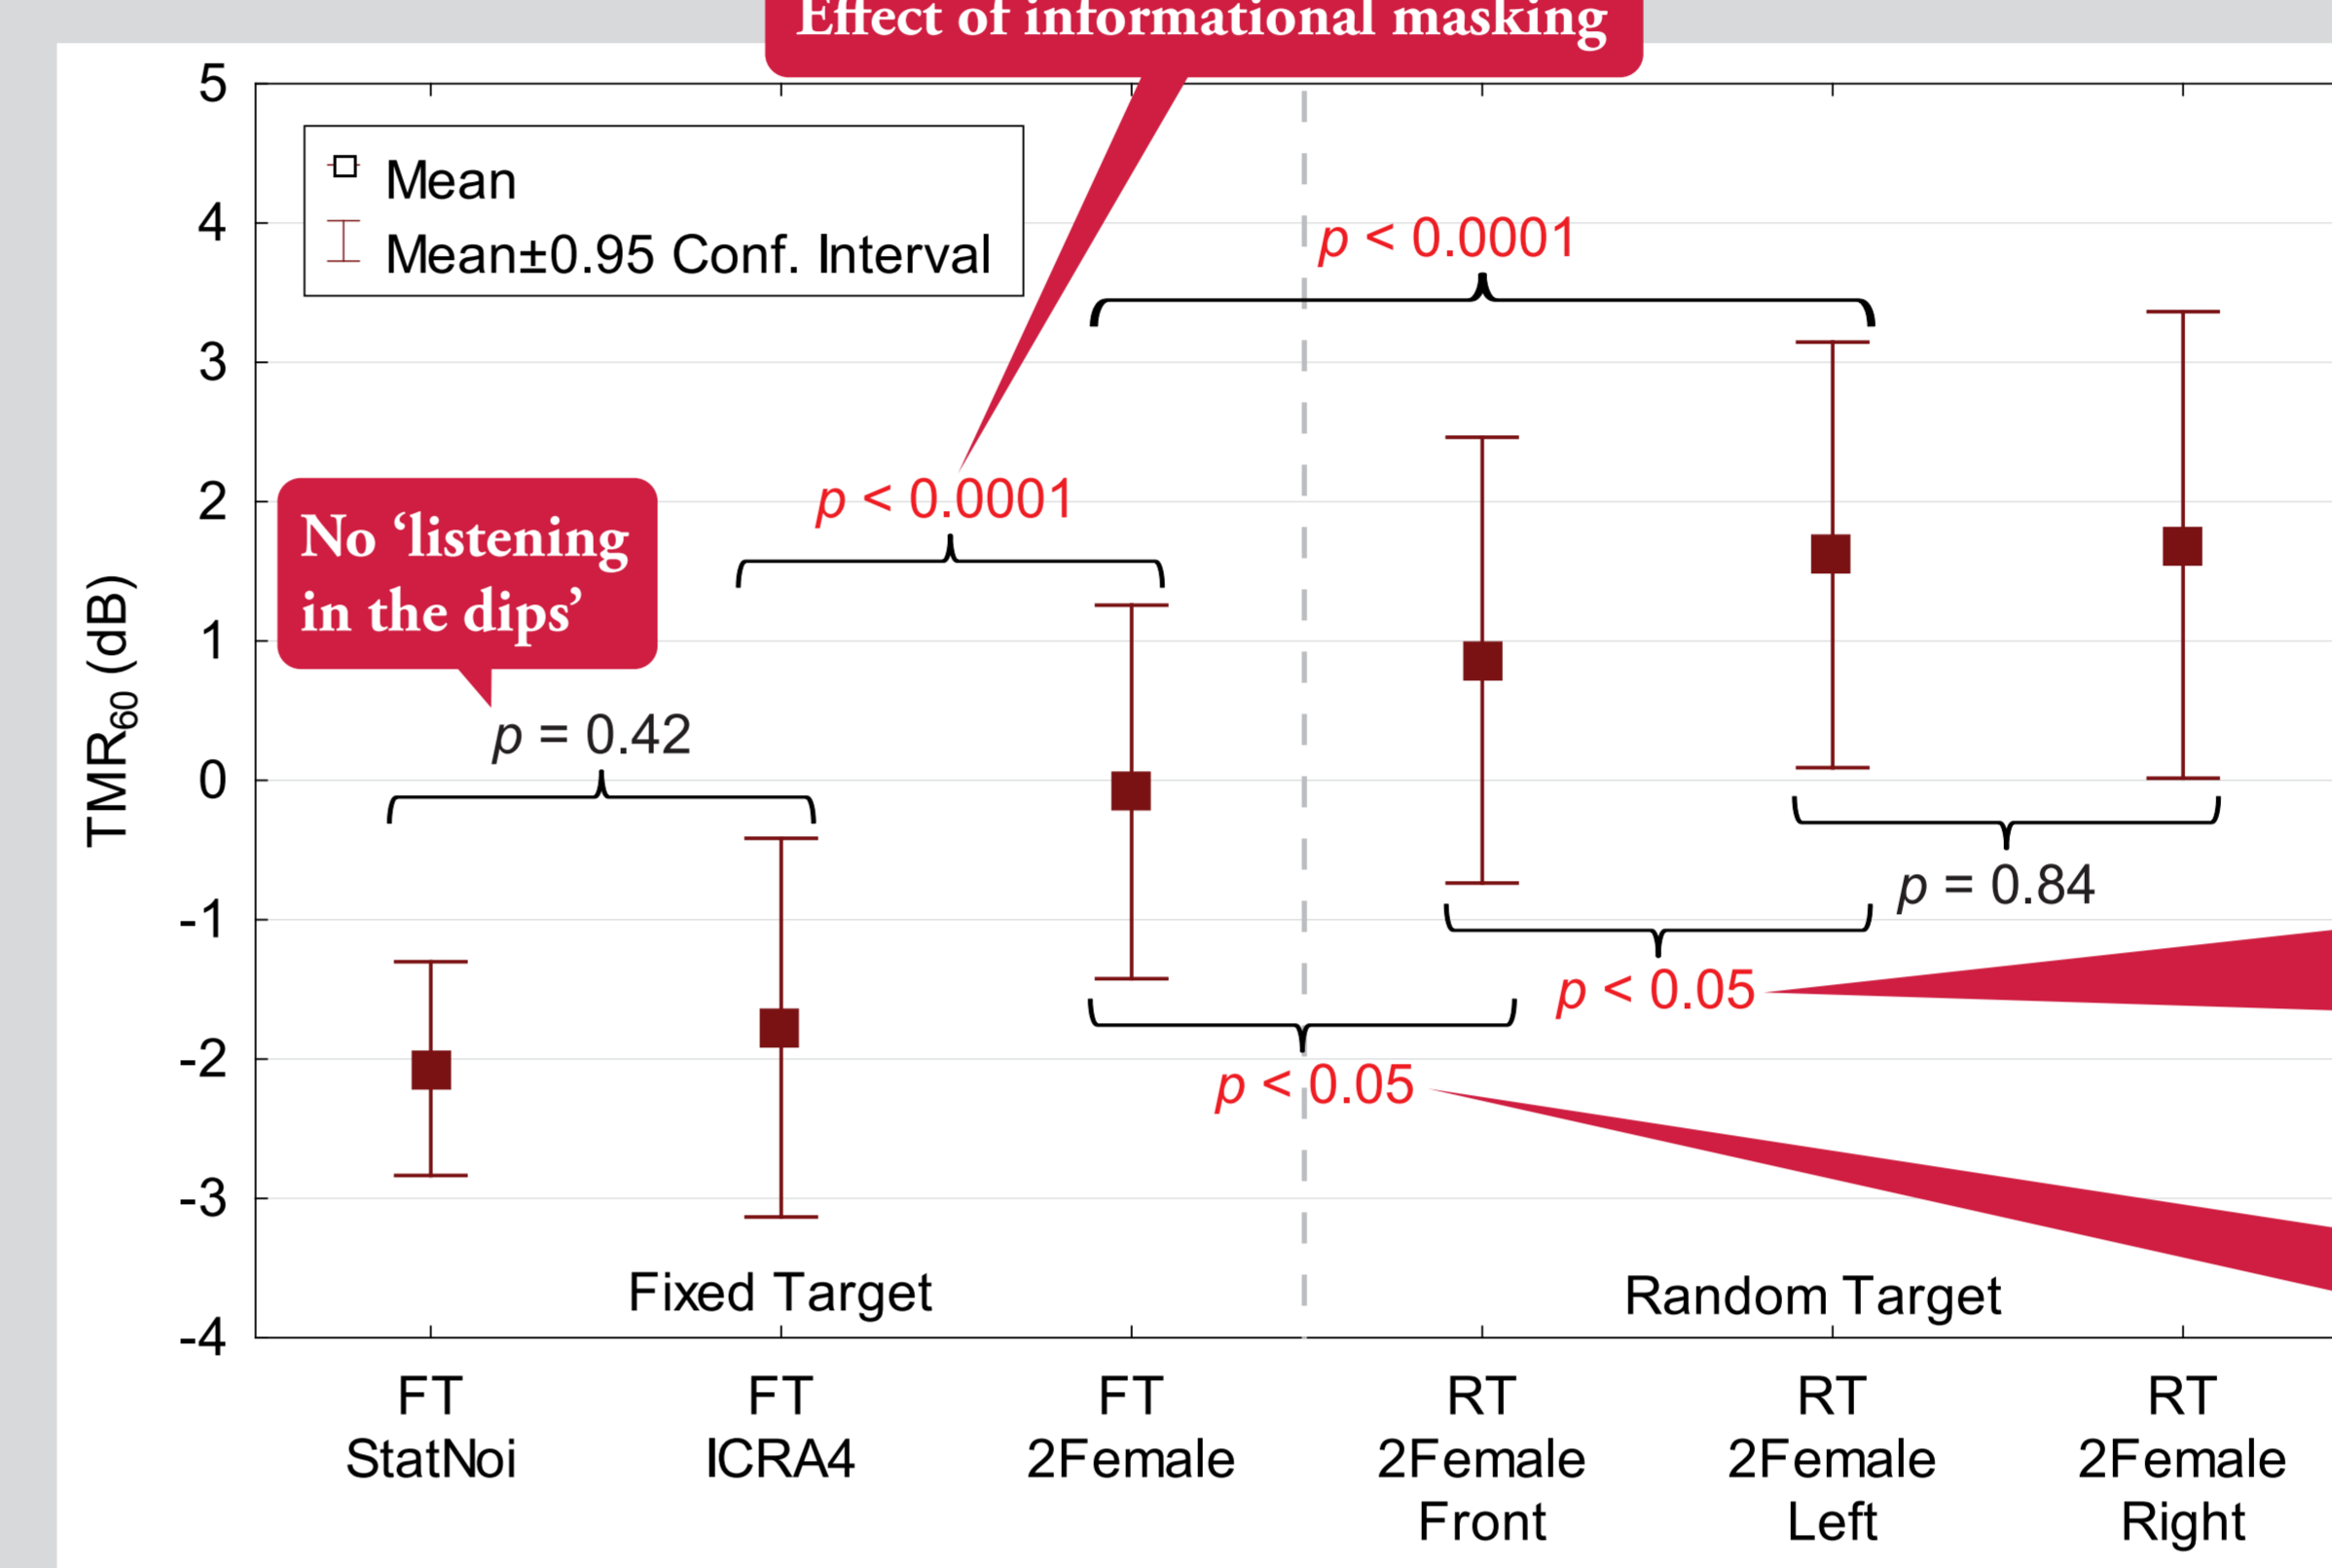 Effect of informational masking
5
4
3
2
1
0
-1
-2
-3
-4
TMR60 (dB)
Mean
Mean±0.95 Conf. Interval
p < 0.0001
p < 0.0001
No ‘listening
in the dips’
p = 0.42
p = 0.84
p < 0.05
p < 0.05
Fixed Target
Random Target
FT
StatNoi
FT
ICRA4
FT
2Female
RT
2Female
Front
RT
2Female
Left
RT
2Female
Right